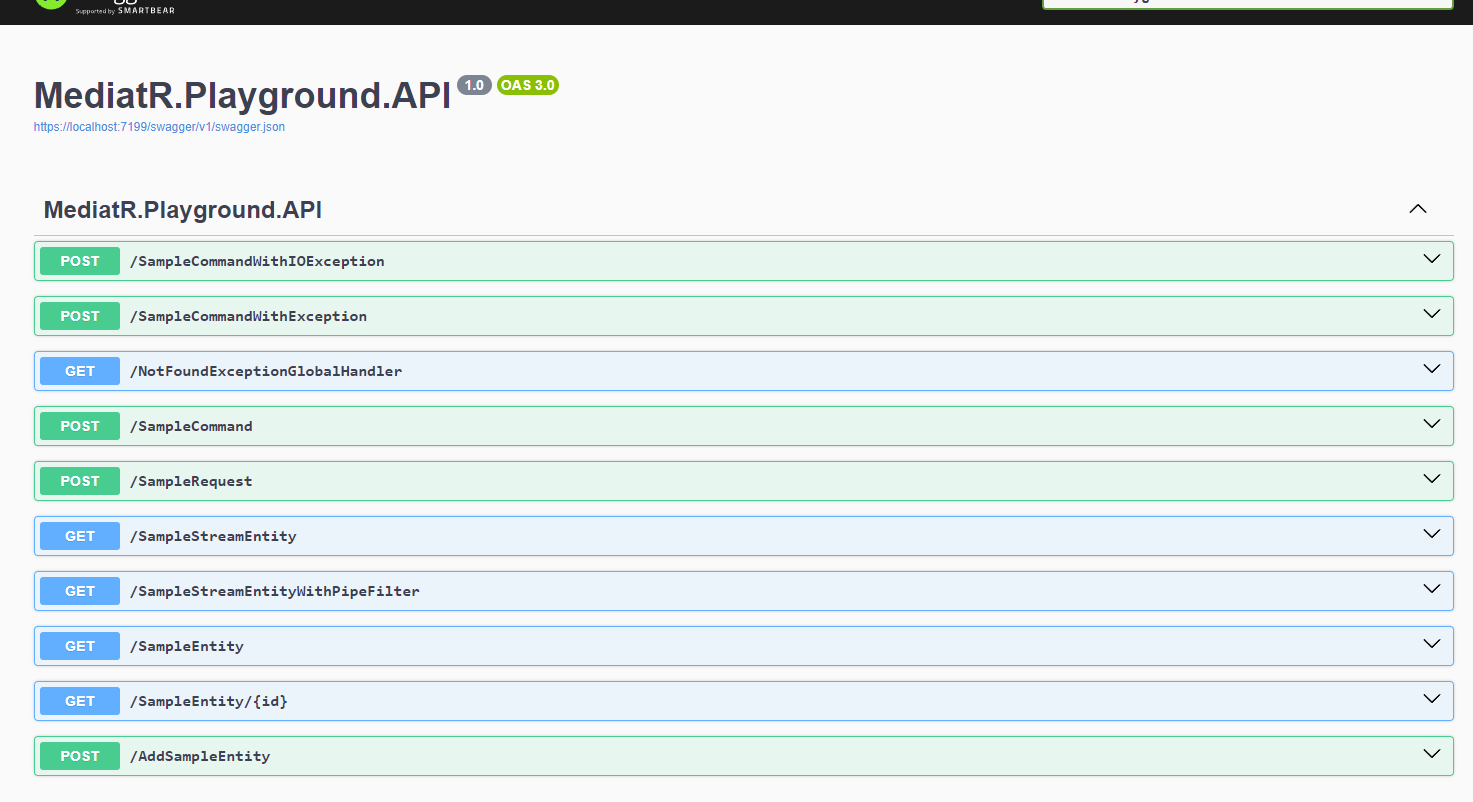 Supported by SMARTBEAR
MediatR.Playground.API 1.0 OAS 3.0
https://localhost:7199/swagger/v1/swagger.json
MediatR.Playground.API
POST /SampleCommandWithIOException
POST /SampleCommandWithException
GET /NotFoundExceptionGlobalHandler
POST /SampleCommand
POST /SampleRequest
GET /SampleStreamEntity
GET /SampleStreamEntityWithPipeFilter
GET /SampleEntity
GET /SampleEntity/{id}
POST /AddSampleEntity